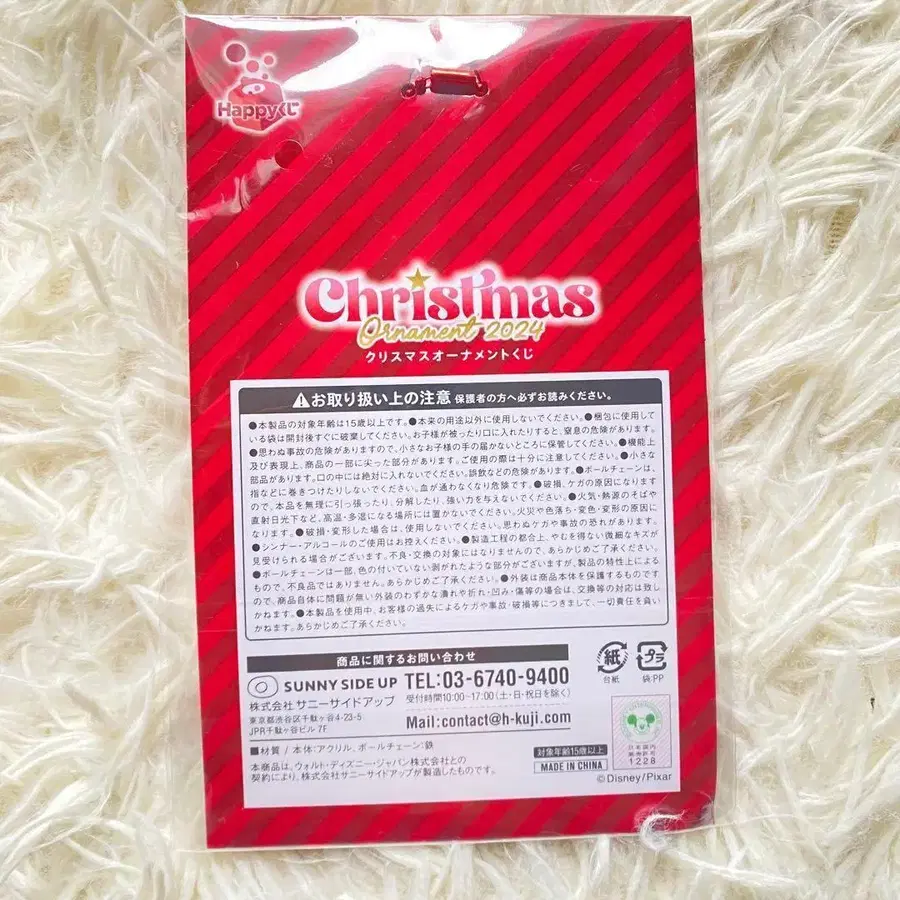 Happyくじ
Christmas
Ornament 2024
クリスマスオーナメントくじ
⚠お取り扱い上の注意 保護者の方へ必ずお読みください。
●本製品の対象年齢は15歳以上です。●本来の用途以外に使用しないでください。●梱包に使用して
いる袋は開封後すぐに破棄してください。お子様が被ったり口に入れたりすると、窒息の危険があります。
●思わぬ事故の危険がありますので、小さなお子様の手の届かないところに保管してください。●機能上
及び表現上、商品の一部に尖った部分があります。ご使用の際は十分に注意してください。●小さな
部品があります。口の中には絶対に入れないでください。誤飲などの危険があります。●ボールチェーンは、
指などに巻きつけたりしないでください。血が通わなくなり危険です。●破損、ケガの原因になります
ので、本品を無理に引っ張ったり、分解したり、強い力を与えないでください。●火気・熱源のそばや
直射日光下など、高温・多湿になる場所には置かないでください。火災や色落ち・変色・変形の原因に
なります。●破損・変形した場合は、使用しないでください。思わぬケガや事故の恐れがあります。
●シンナー・アルコールのご使用はお控えください。●製造工程の都合上、やむを得ない微細なキズが
見受けられる場合がございます。不良・交換の対象にはなりませんので、あらかじめご了承ください。
●ボールチェーンは一部、色の付いていない剥がれたような部分がございますが、製品の特性上による
もので、不良品ではありません。あらかじめご了承ください。●外装は商品本体を保護するものです
ので、商品自体に問題が無い外装のわずかな潰れや折れ・凹み・傷等の場合は、交換等の対応は致し
かねます。●本製品を使用中、お客様の過失によるケガや事故・破損等につきまして、一切責任を負い
かねます。あらかじめご了承ください。
商品に関するお問い合わせ
SUNNY SIDE UP
株式会社 サニーサイドアップ
東京都渋谷区千駄ヶ谷4-23-5
JPR千駄ヶ谷ビル 7F
TEL:03-6740-9400
受付時間10:00~17:00(土・日・祝日を除く)
Mail:contact@h-kuji.com
紙
台紙
プラ
袋:PP
■材質 / 本体:アクリル、ボールチェーン:鉄
本商品は、ウォルト・ディズニー・ジャパン株式会社との
契約により、株式会社サニーサイドアップが製造したものです。
対象年齢15歳以上
MADE IN CHINA
日本国内
販売許可
1228
©Disney/Pixar